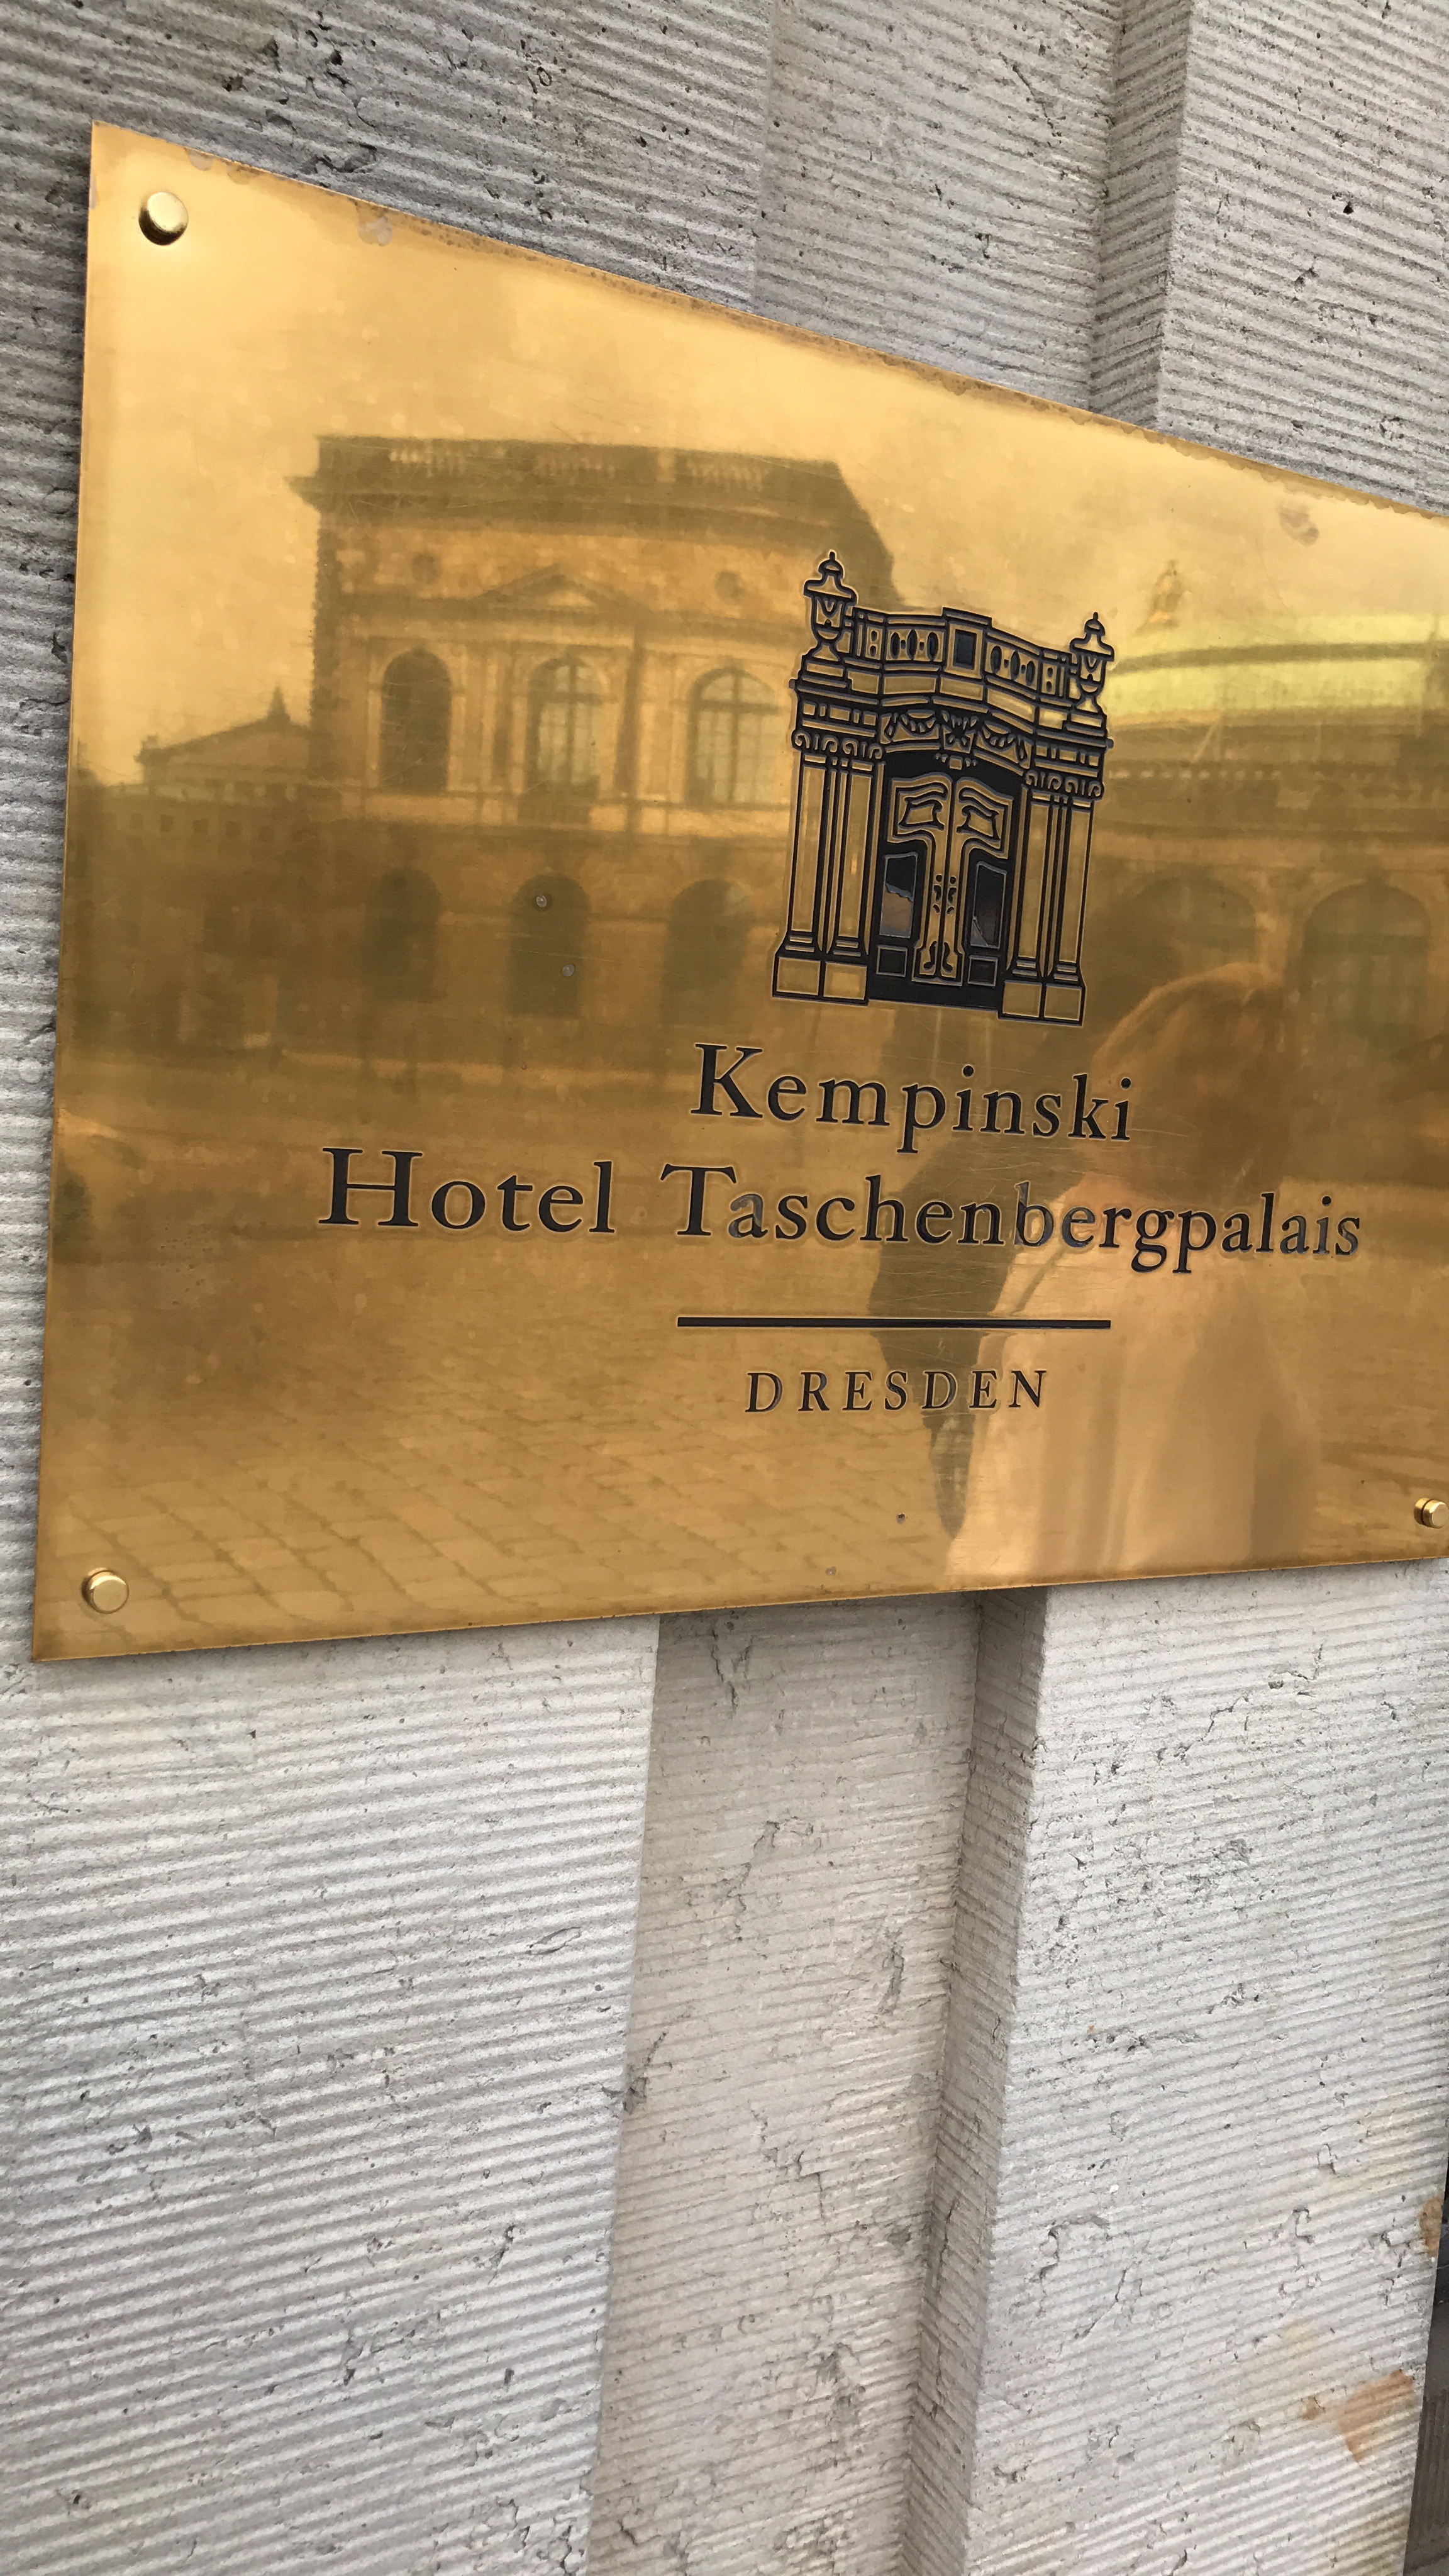 Kempinski
Hotel Taschenbergpalais
DRESDEN